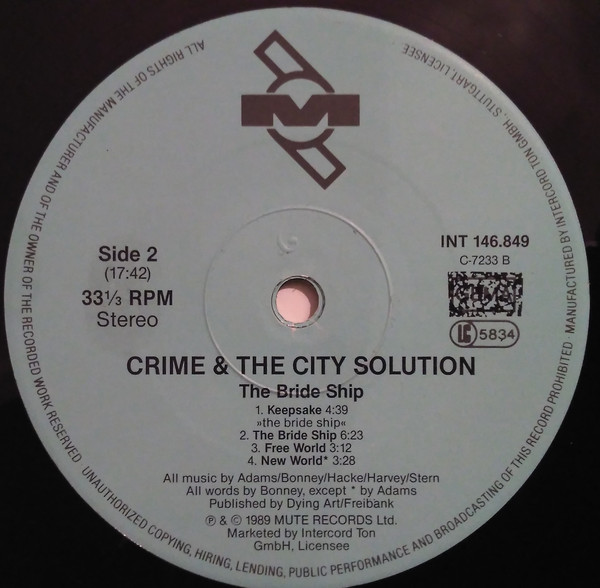 M
Side 2
(17:42)
33⅓ RPM
Stereo
INT 146.849
C-7233 B
LC 5834
CRIME & THE CITY SOLUTION
The Bride Ship
1. Keepsake 4:39
»the bride ship«
2. The Bride Ship 6:23
3. Free World 3:12
4. New World* 3:28
All music by Adams/Bonney/Hacke/Harvey/Stern
All words by Bonney, except * by Adams
Published by Dying Art/Freibank
℗ & © 1989 MUTE RECORDS Ltd.
Marketed by Intercord Ton
GmbH, Licensee
ALL RIGHTS OF THE MANUFACTURER AND OF THE OWNER OF THE RECORDED WORK RESERVED · UNAUTHORIZED COPYING, HIRING, LENDING, PUBLIC PERFORMANCE AND BROADCASTING OF THIS RECORD PROHIBITED · MANUFACTURED BY INTERCORD TON GMBH, STUTTGART, LICENSEE